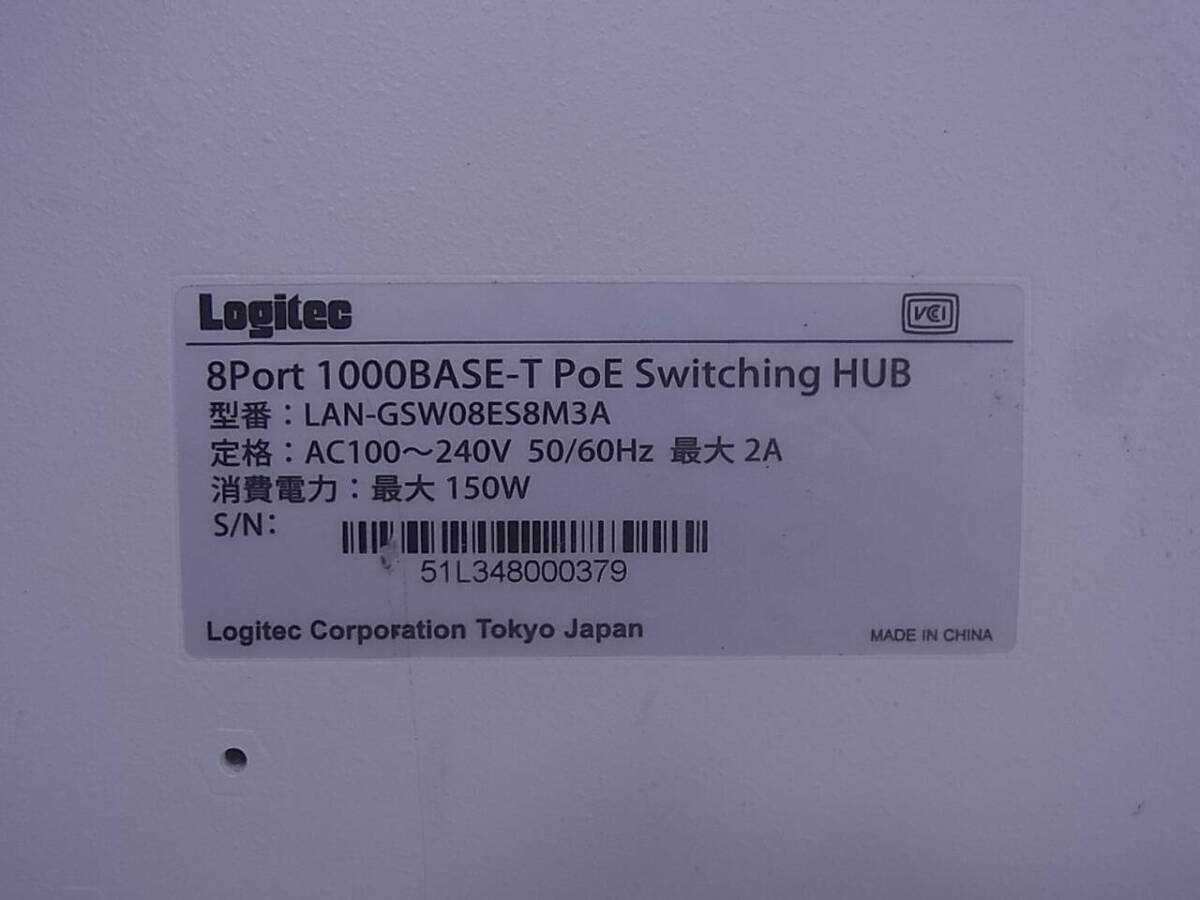 Logitec
VCCI
8Port 1000BASE-T PoE Switching HUB
型番：LAN-GSW08ES8M3A
定格：AC100～240V 50/60Hz 最大 2A
消費電力：最大 150W
S/N:
51L348000379
Logitec Corporation Tokyo Japan
MADE IN CHINA